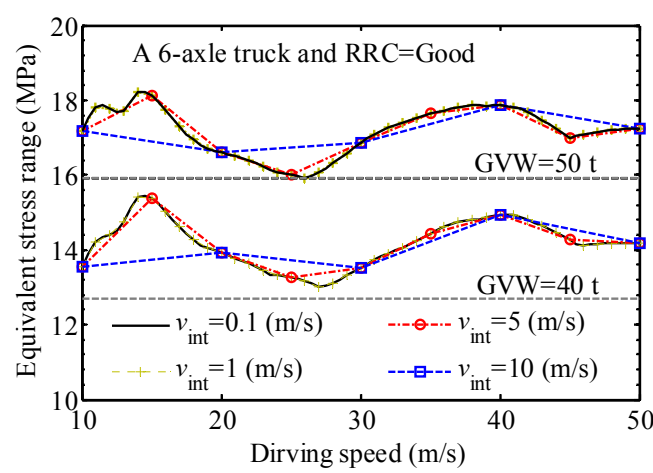 20
18
16
14
12
10
10
20
30
40
50
Equivalent stress range (MPa)
Dirving speed (m/s)
A 6-axle truck and RRC=Good
GVW=50 t
GVW=40 t
v_int=0.1 (m/s)
v_int=5 (m/s)
v_int=1 (m/s)
v_int=10 (m/s)